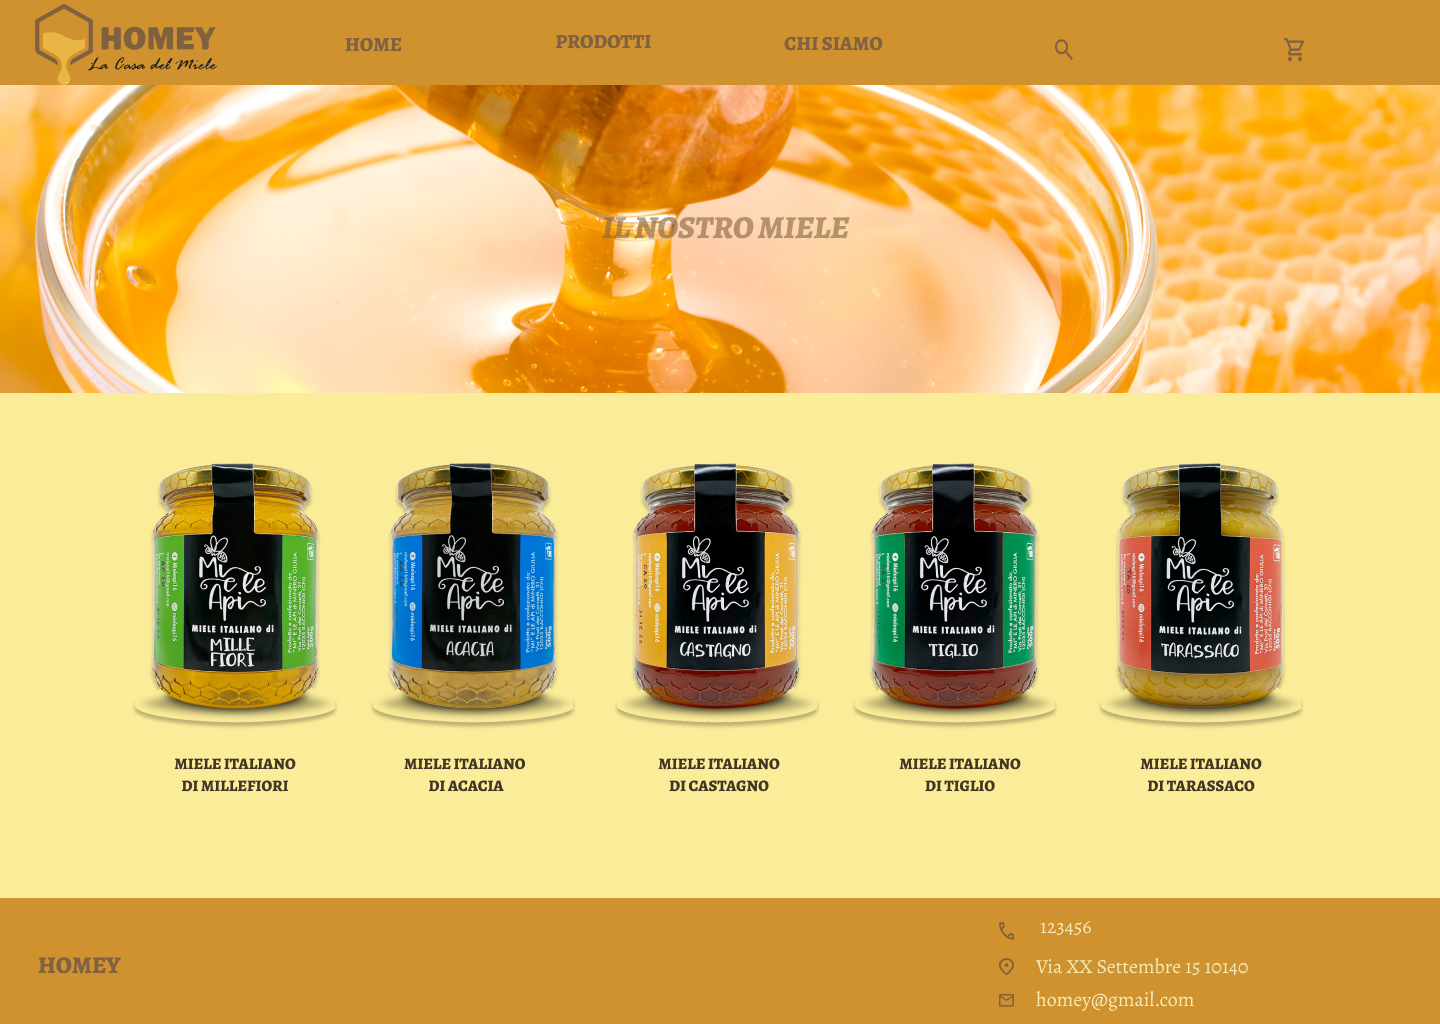 HOMEY
La Casa del Miele
HOME
PRODOTTI
CHI SIAMO
IL NOSTRO MIELE
Mi e le
Api
MIELE ITALIANO di
MILLE
FIORI
Mi e le
Api
MIELE ITALIANO di
ACACIA
Mi e le
Api
MIELE ITALIANO di
CASTAGNO
Mi e le
Api
MIELE ITALIANO di
TIGLIO
Mi e le
Api
MIELE ITALIANO di
TARASSACO
MIELE ITALIANO
DI MILLEFIORI
MIELE ITALIANO
DI ACACIA
MIELE ITALIANO
DI CASTAGNO
MIELE ITALIANO
DI TIGLIO
MIELE ITALIANO
DI TARASSACO
HOMEY
123456
Via XX Settembre 15 10140
homey@gmail.com